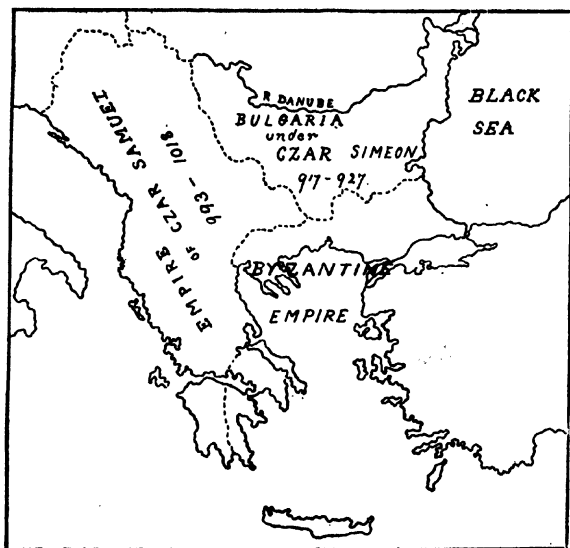 R DANUBE
BULGARIA
under
CZAR SIMEON
917-927.
BLACK
SEA
EMPIRE OF CZAR SAMUEL
993-1018.
BYZANTINE
EMPIRE